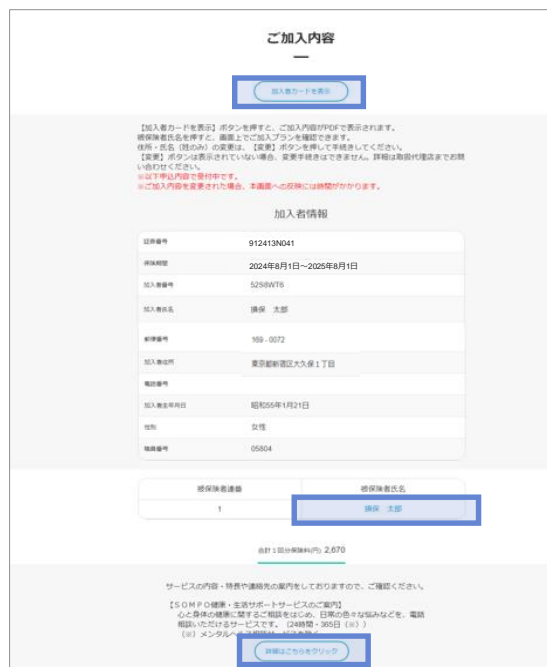 ご加入内容
加入者カードを表示
【加入者カードを表示】ボタンを押すと、ご加入内容がPDFで表示されます。
被保険者氏名を押すと、画面上でご加入プランを確認できます。
住所・氏名（姓のみ）の変更は、【変更】ボタンを押して手続きしてください。
【変更】ボタンは表示されていない場合、変更手続きはできません。詳細は取扱代理店までお問
い合わせください。
※以下申込内容で受付中です。
※ご加入内容を変更された場合、本画面への反映には時間がかかります。
加入者情報
証券番号 912413N041
保険期間 2024年8月1日～2025年8月1日
加入者番号 52S8WT6
加入者氏名 損保 太郎
郵便番号 169 - 0072
加入者住所 東京都新宿区大久保１丁目
電話番号
加入者生年月日 昭和55年1月21日
性別 女性
職員番号 05804
被保険者連番 被保険者氏名
1 損保 太郎
合計１回分保険料(円) 2,670
サービスの内容・特長や連絡先の案内をしておりますので、ご確認ください。
【ＳＯＭＰＯ健康・生活サポートサービスのご案内】
心と身体の健康に関するご相談をはじめ、日常の色々な悩みなどを、電話
相談いただけるサービスです。（24時間・365日（※））
（※）メンタルヘルス相談サービスを除く
詳細はこちらをクリック